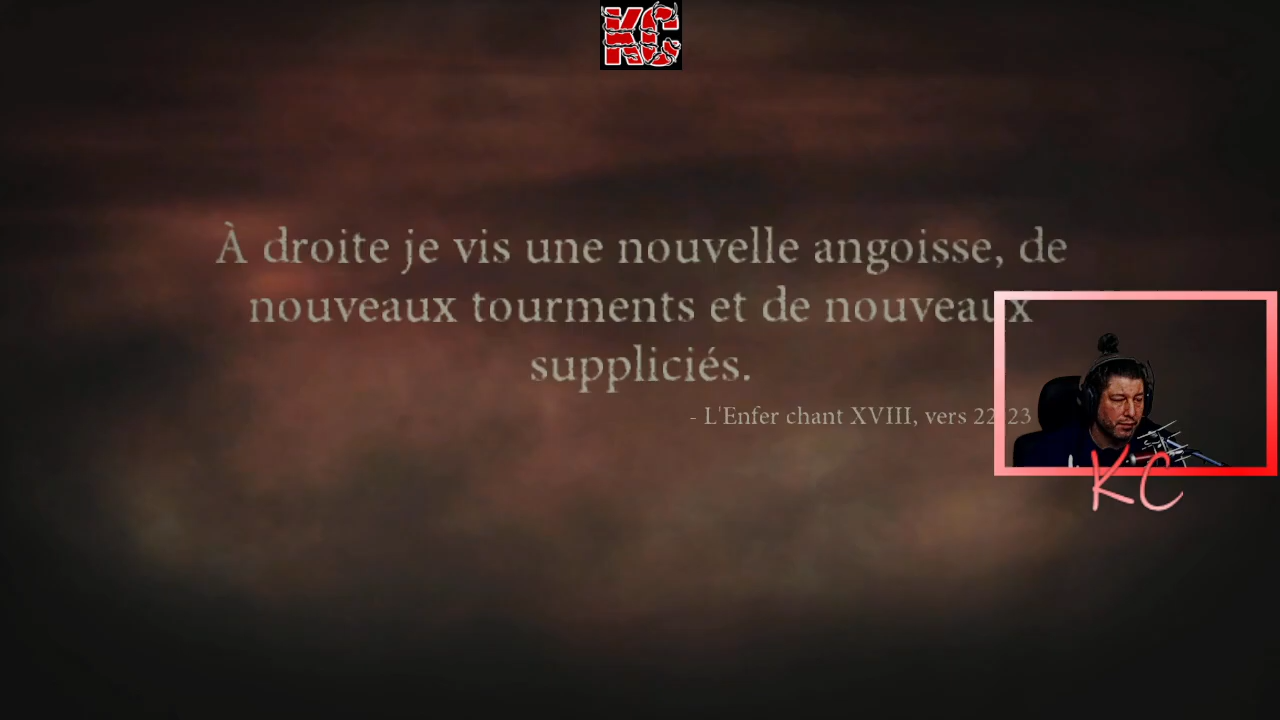 KC
À droite je vis une nouvelle angoisse, de
nouveaux tourments et de nouveaux
suppliciés.
- L'Enfer chant XVIII, vers 22-23
KC